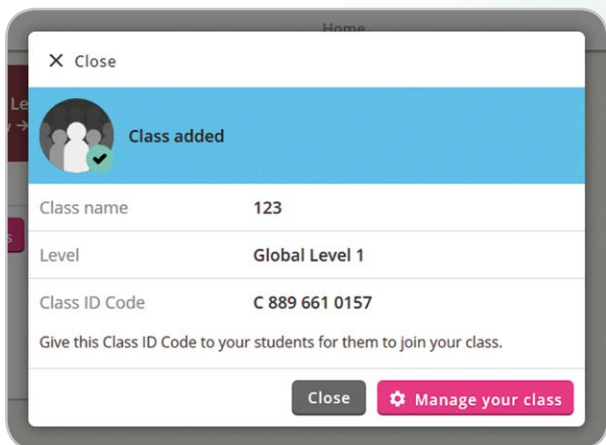 Home
Close
Le
Class added
Class name 123
Level Global Level 1
Class ID Code C 889 661 0157
Give this Class ID Code to your students for them to join your class.
Close Manage your class